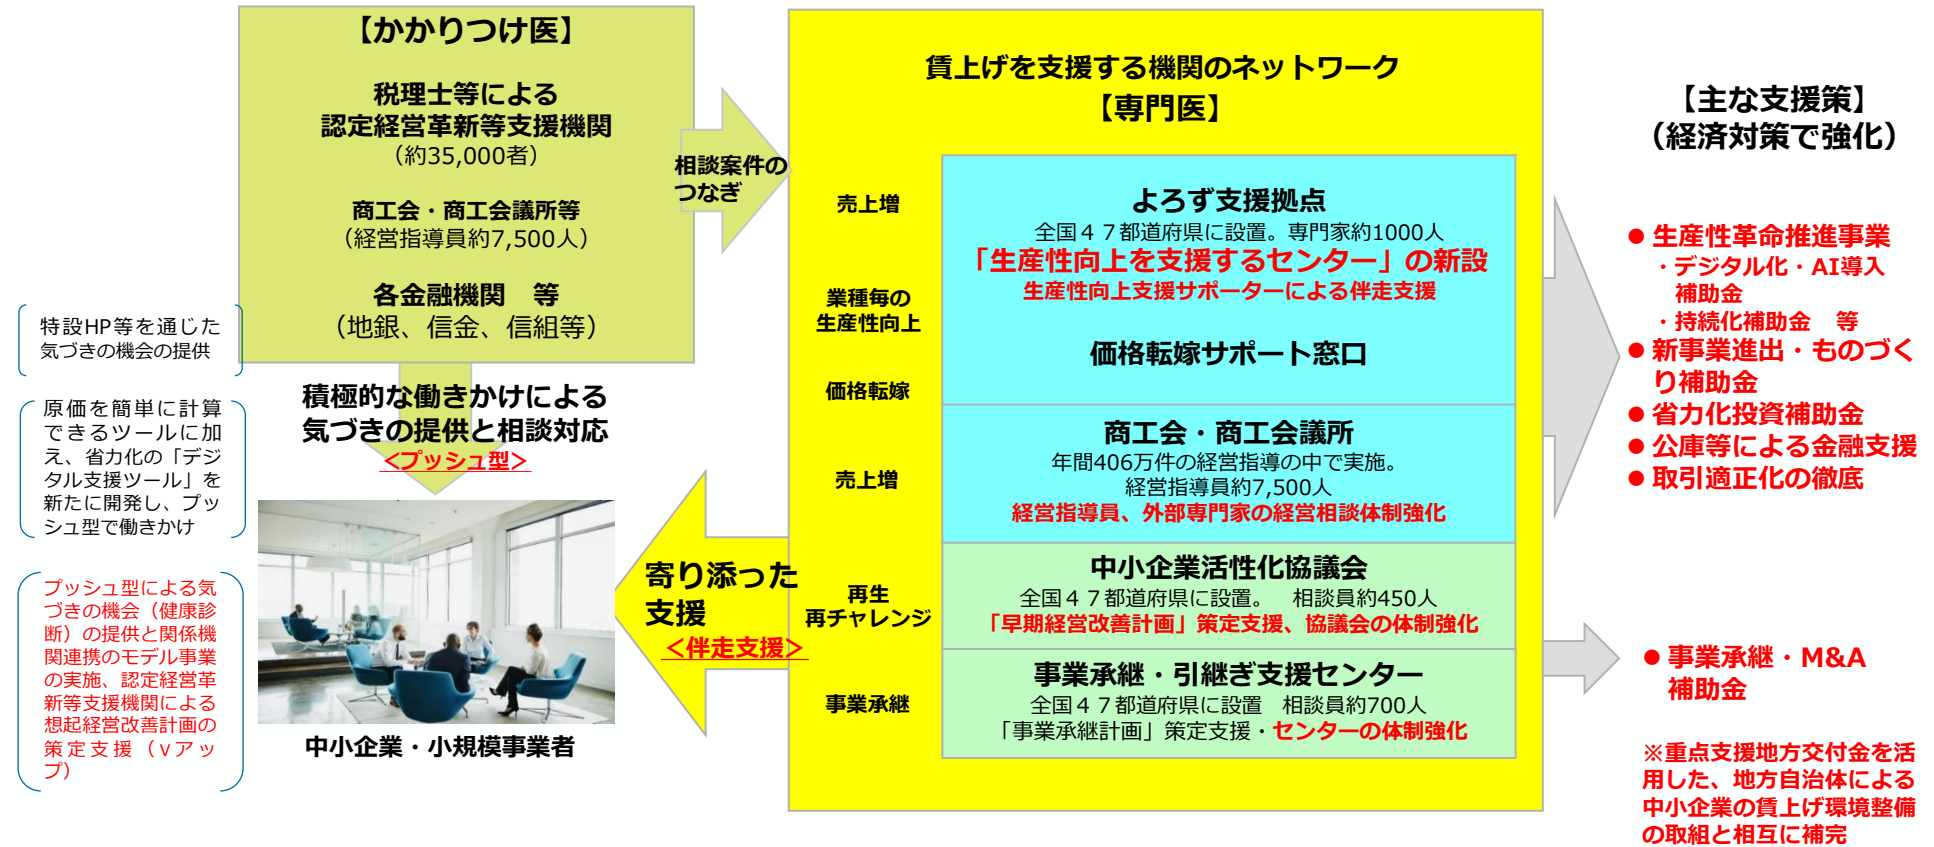 【かかりつけ医】
税理士等による
認定経営革新等支援機関
（約35,000者）
商工会・商工会議所等
（経営指導員約7,500人）
各金融機関　等
（地銀、信金、信組等）
特設HP等を通じた
気づきの機会の提供
原価を簡単に計算
できるツールに加
え、省力化の「デジ
タル支援ツール」を
新たに開発し、プッ
シュ型で働きかけ
プッシュ型による気
づきの機会（健康診
断）の提供と関係機
関連携のモデル事業
の実施、認定経営革
新等支援機関による
想起経営改善計画の
策定支援（Vアッ
プ）
積極的な働きかけによる
気づきの提供と相談対応
<プッシュ型>
中小企業・小規模事業者
相談案件の
つなぎ
寄り添った
支援
<伴走支援>
賃上げを支援する機関のネットワーク
【専門医】
売上増
業種毎の
生産性向上
価格転嫁
よろず支援拠点
全国４７都道府県に設置。専門家約1000人
「生産性向上を支援するセンター」の新設
生産性向上支援サポーターによる伴走支援
価格転嫁サポート窓口
売上増
商工会・商工会議所
年間406万件の経営指導の中で実施。
経営指導員約7,500人
経営指導員、外部専門家の経営相談体制強化
再生
再チャレンジ
中小企業活性化協議会
全国４７都道府県に設置。　相談員約450人
「早期経営改善計画」策定支援、協議会の体制強化
事業承継
事業承継・引継ぎ支援センター
全国４７都道府県に設置　相談員約700人
「事業承継計画」策定支援・センターの体制強化
【主な支援策】
（経済対策で強化）
●生産性革命推進事業
・デジタル化・AI導入
補助金
・持続化補助金　等
●新事業進出・ものづく
り補助金
●省力化投資補助金
●公庫等による金融支援
●取引適正化の徹底
●事業承継・M&A
補助金
※重点支援地方交付金を活
用した、地方自治体による
中小企業の賃上げ環境整備
の取組と相互に補完